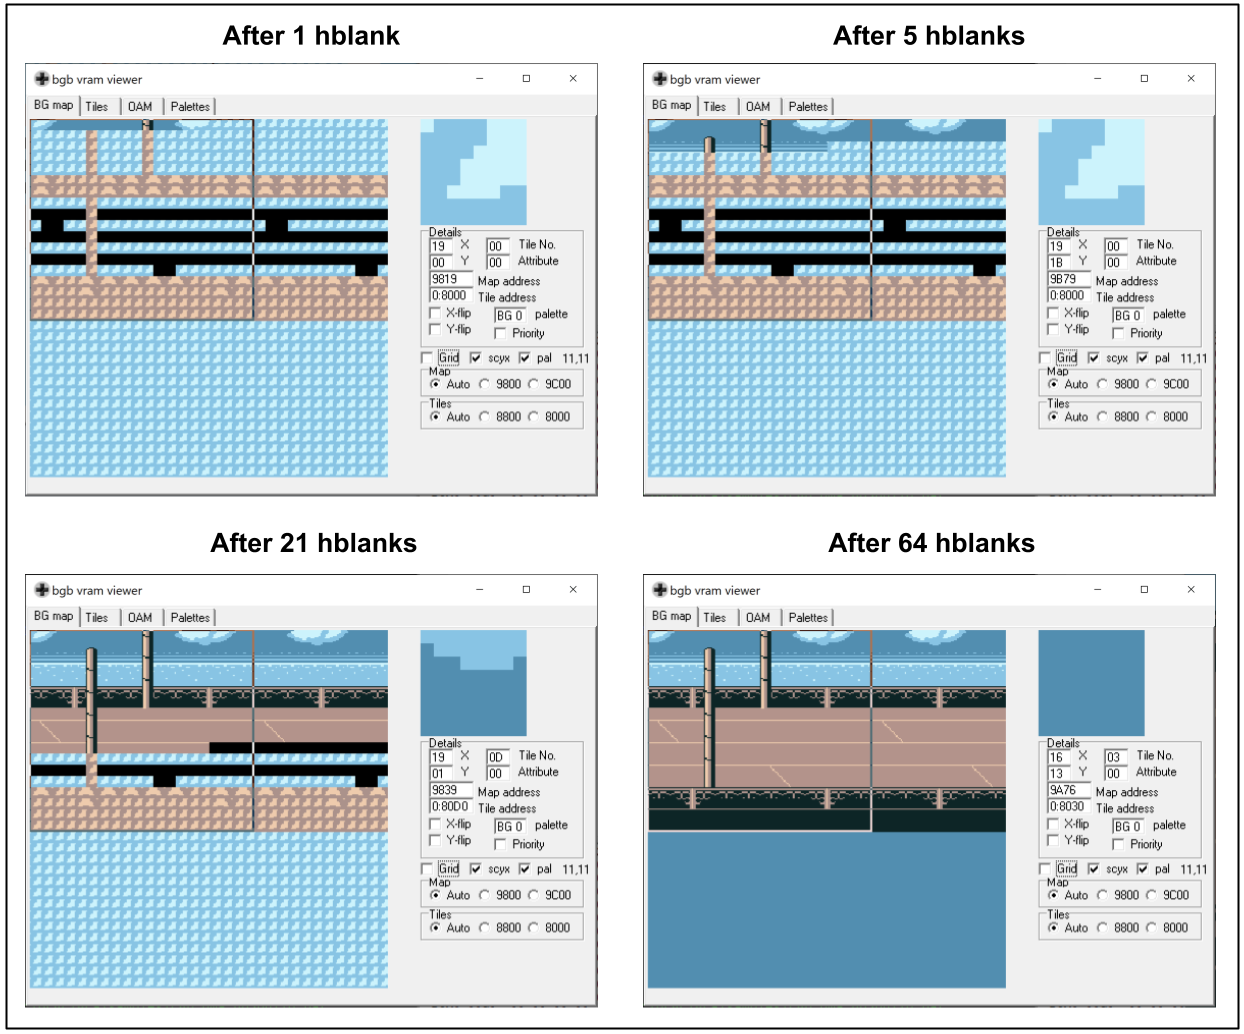 After 1 hblank
bgb vram viewer
BG map Tiles OAM Palettes
Details
19 X 00 Tile No.
00 Y 00 Attribute
9819 Map address
0:8000 Tile address
X-flip BG 0 palette
Y-flip Priority
Grid scyx pal 11,11
Map
Auto 9800 9C00
Tiles
Auto 8800 8000
After 5 hblanks
bgb vram viewer
BG map Tiles OAM Palettes
Details
19 X 00 Tile No.
1B Y 00 Attribute
9B79 Map address
0:8000 Tile address
X-flip BG 0 palette
Y-flip Priority
Grid scyx pal 11,11
Map
Auto 9800 9C00
Tiles
Auto 8800 8000
After 21 hblanks
bgb vram viewer
BG map Tiles OAM Palettes
Details
19 X 0D Tile No.
01 Y 00 Attribute
9839 Map address
0:80D0 Tile address
X-flip BG 0 palette
Y-flip Priority
Grid scyx pal 11,11
Map
Auto 9800 9C00
Tiles
Auto 8800 8000
After 64 hblanks
bgb vram viewer
BG map Tiles OAM Palettes
Details
16 X 03 Tile No.
13 Y 00 Attribute
9A76 Map address
0:8030 Tile address
X-flip BG 0 palette
Y-flip Priority
Grid scyx pal 11,11
Map
Auto 9800 9C00
Tiles
Auto 8800 8000